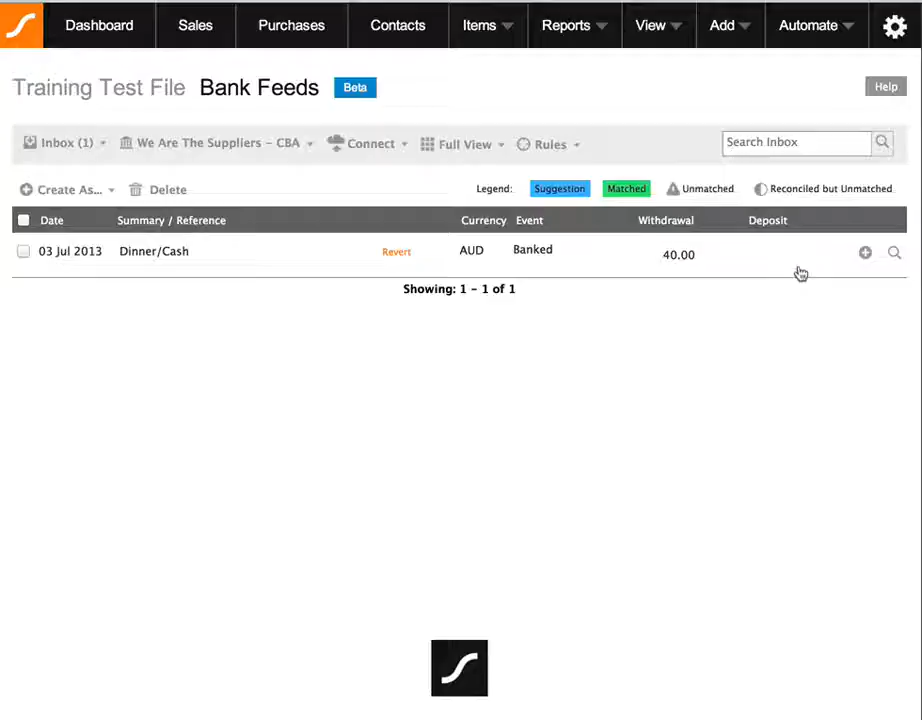 Dashboard Sales Purchases Contacts Items Reports View Add Automate
Training Test File Bank Feeds Beta Help
Inbox (1) We Are The Suppliers - CBA Connect Full View Rules Search Inbox
Create As... Delete Legend: Suggestion Matched Unmatched Reconciled but Unmatched
Date Summary / Reference Currency Event Withdrawal Deposit
03 Jul 2013 Dinner/Cash Revert AUD Banked 40.00
Showing: 1 - 1 of 1